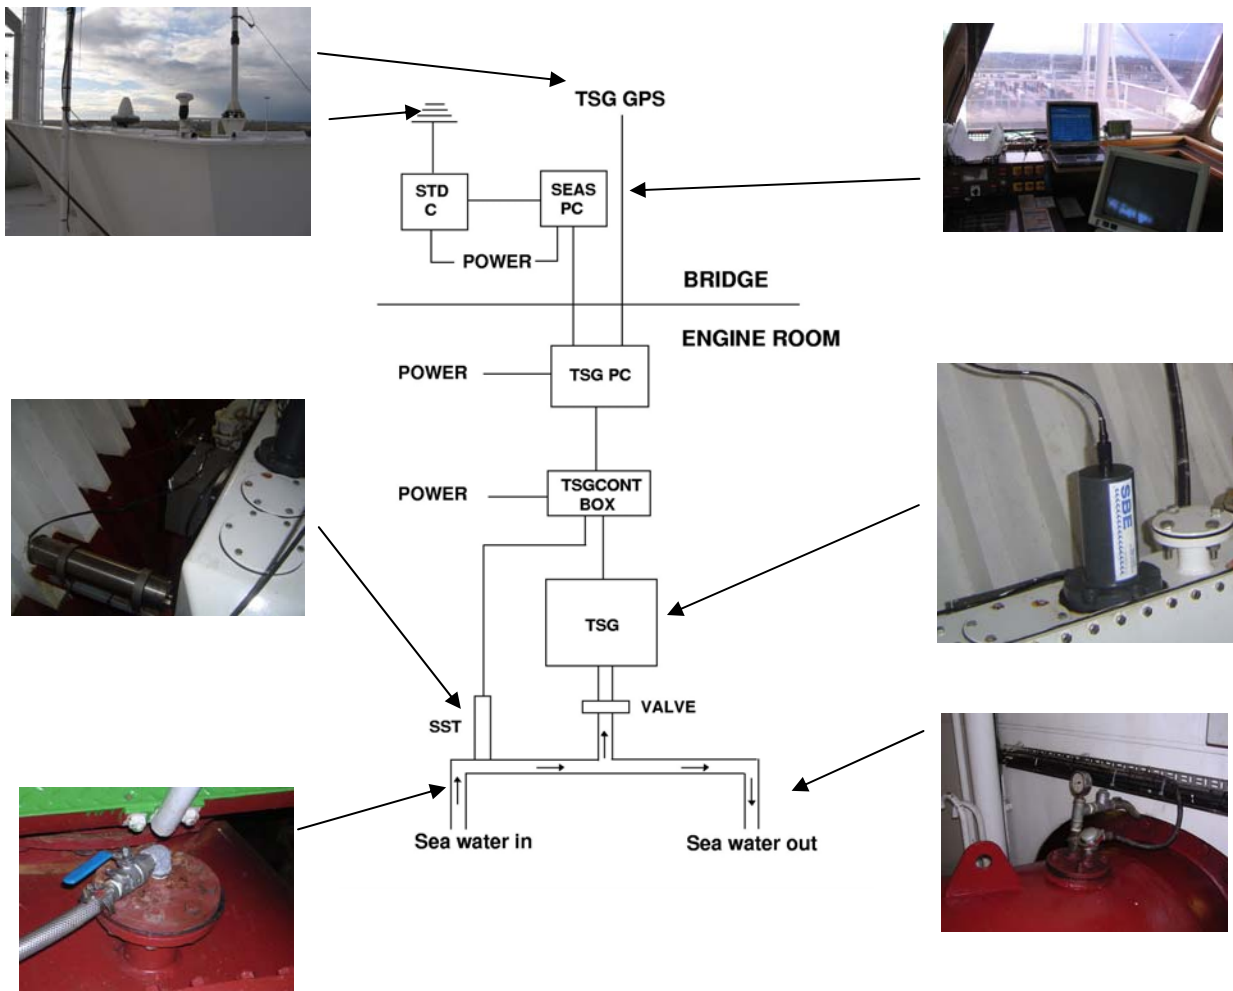 TSG GPS
STD
C
SEAS
PC
POWER
BRIDGE
ENGINE ROOM
POWER
TSG PC
POWER
TSGCONT
BOX
SBE
TSG
VALVE
SST
Sea water in
Sea water out